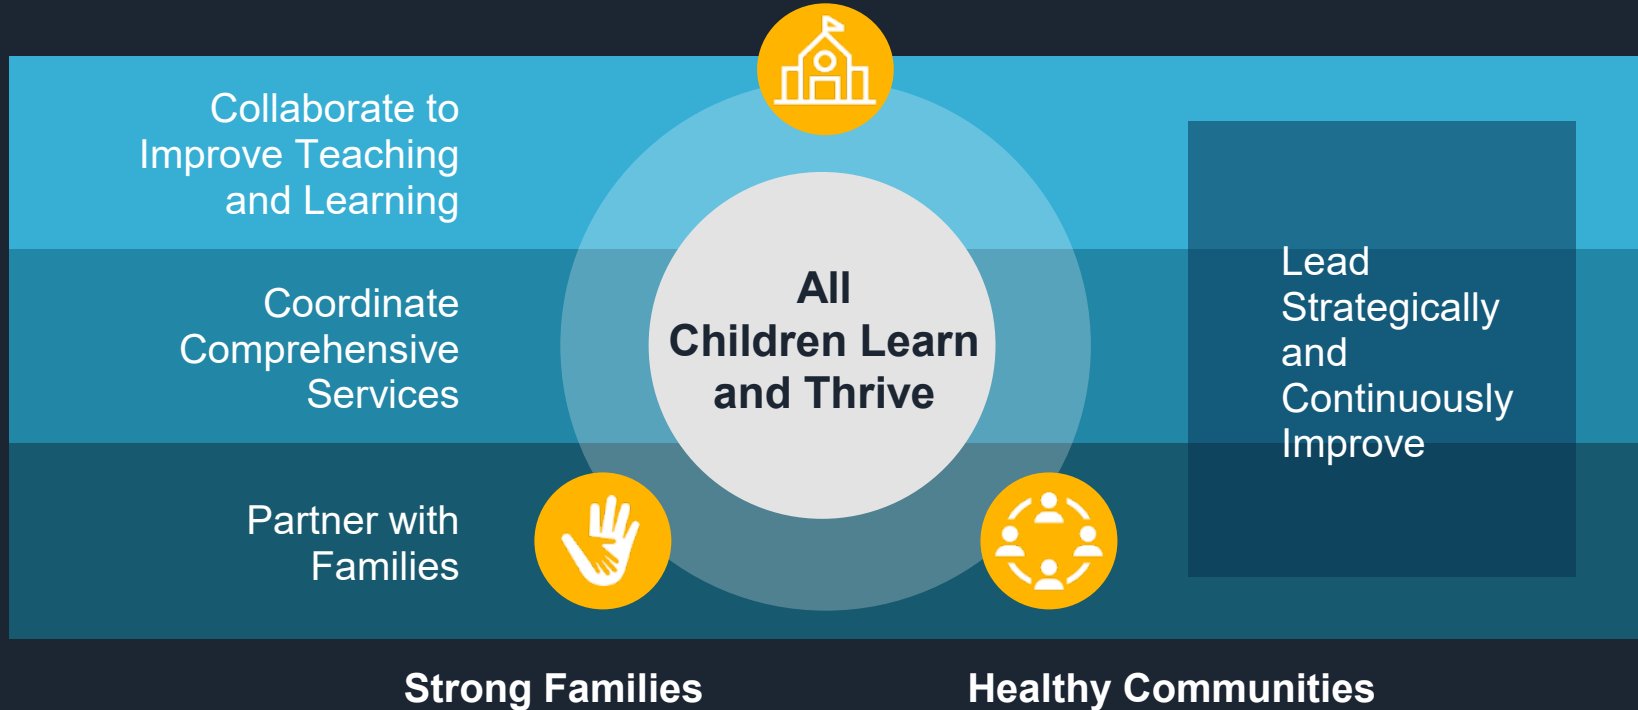 Collaborate to
Improve Teaching
and Learning
Coordinate
Comprehensive
Services
Partner with
Families
All
Children Learn
and Thrive
Lead
Strategically
and
Continuously
Improve
Strong Families
Healthy Communities